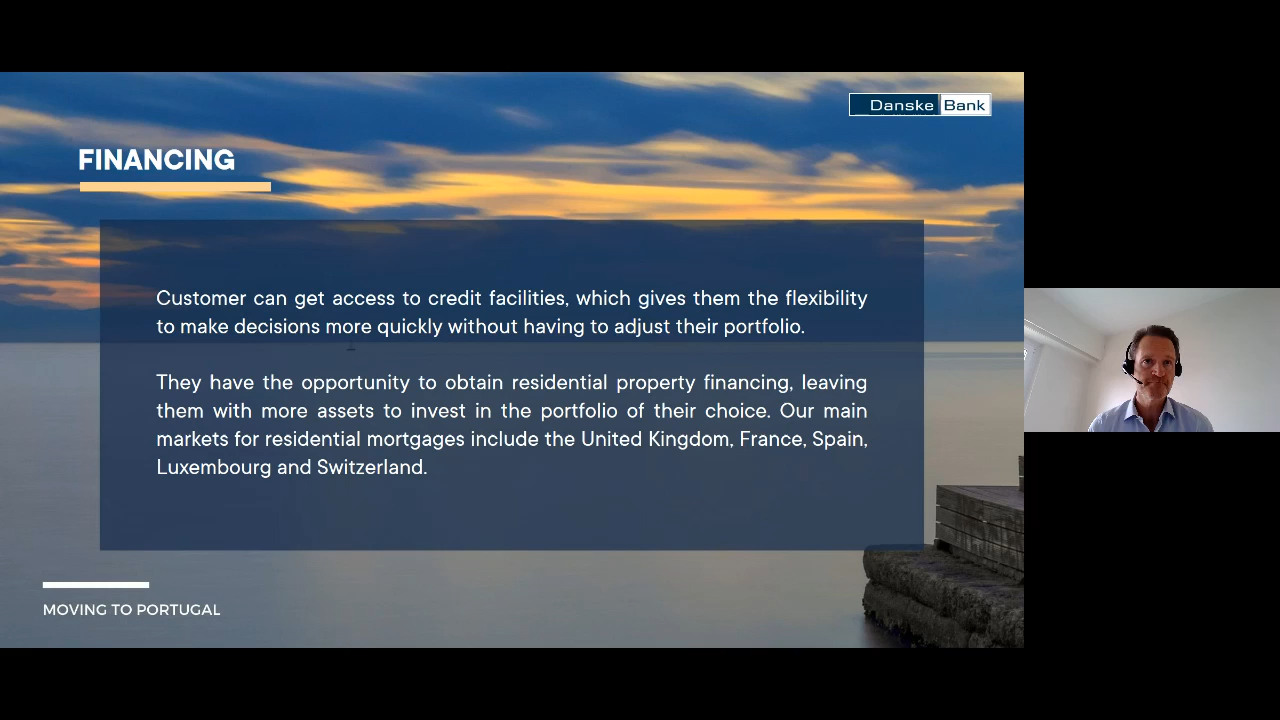 Danske Bank
FINANCING
Customer can get access to credit facilities, which gives them the flexibility
to make decisions more quickly without having to adjust their portfolio.
They have the opportunity to obtain residential property financing, leaving
them with more assets to invest in the portfolio of their choice. Our main
markets for residential mortgages include the United Kingdom, France, Spain,
Luxembourg and Switzerland.
MOVING TO PORTUGAL